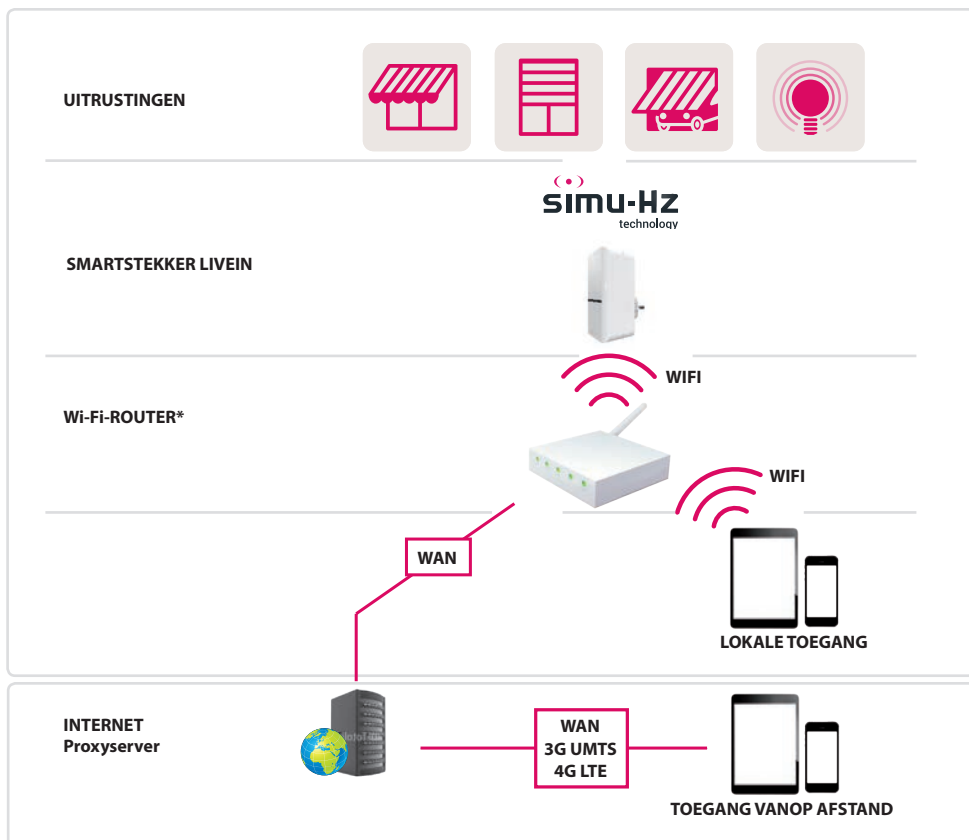 UITRUSTINGEN
simu-Hz
technology
SMARTSTEKKER LIVEIN
WIFI
Wi-Fi-ROUTER*
WIFI
WAN
LOKALE TOEGANG
INTERNET
Proxyserver
WAN
3G UMTS
4G LTE
TOEGANG VANOP AFSTAND